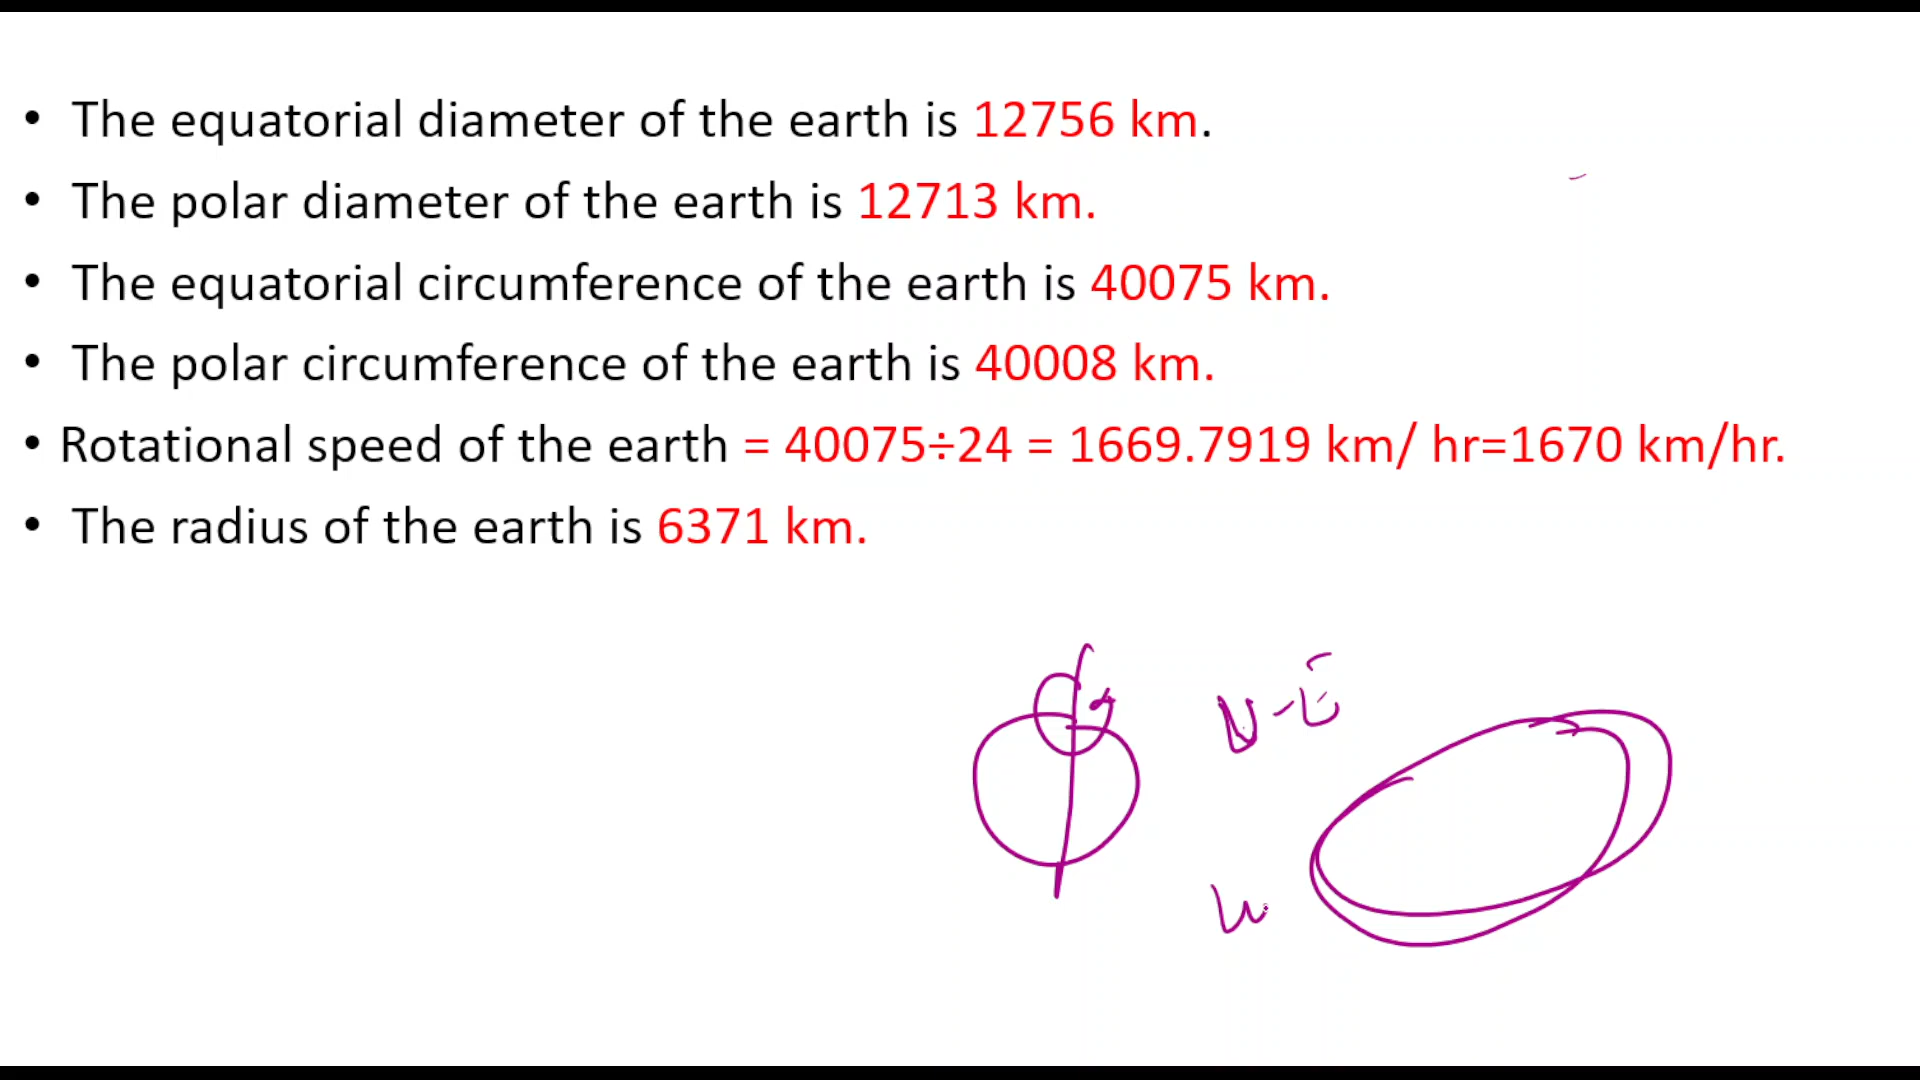 • The equatorial diameter of the earth is 12756 km.
• The polar diameter of the earth is 12713 km.
• The equatorial circumference of the earth is 40075 km.
• The polar circumference of the earth is 40008 km.
• Rotational speed of the earth = 40075÷24 = 1669.7919 km/ hr=1670 km/hr.
• The radius of the earth is 6371 km.